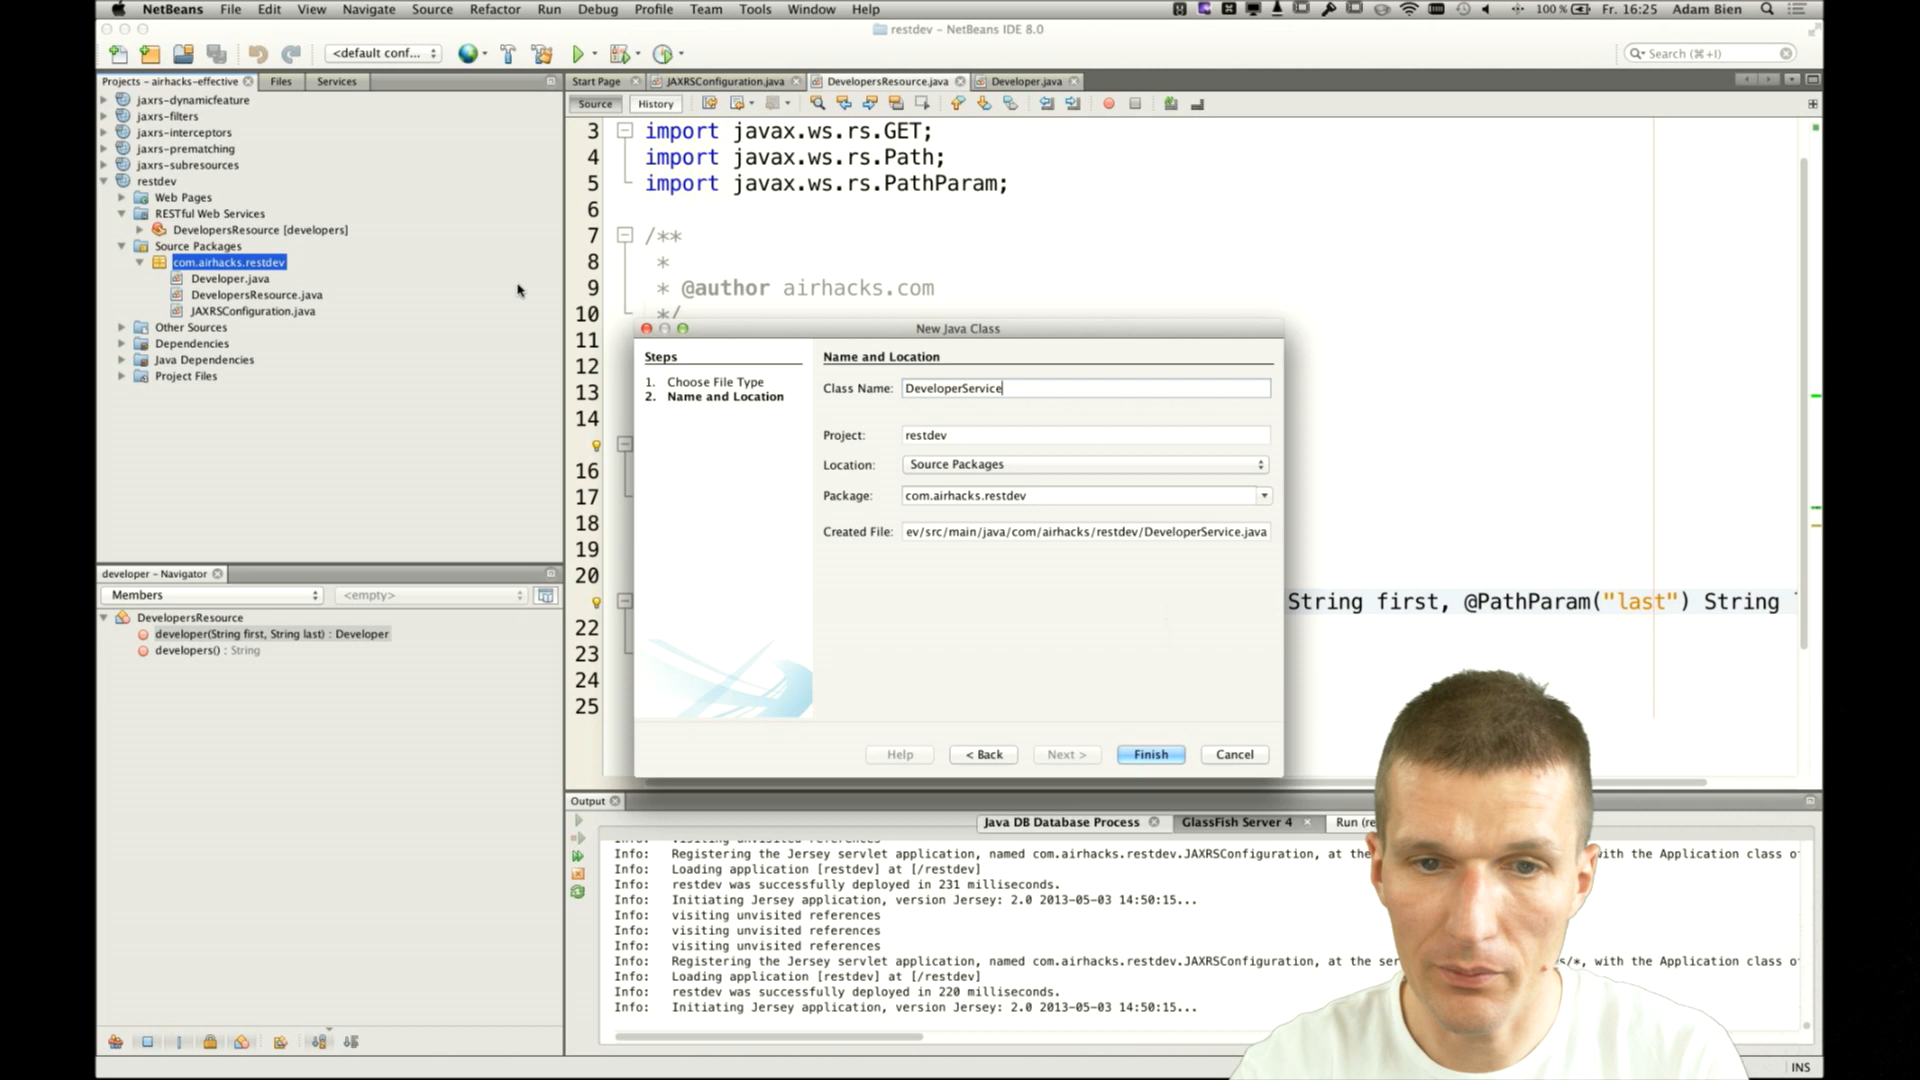 NetBeans File Edit View Navigate Source Refactor Run Debug Profile Team Tools Window Help 100% Fr. 16:25 Adam Bien
restdev – NetBeans IDE 8.0
<default conf... Search (⌘+I)
Projects – airhacks-effective Files Services
Start Page JAXRSConfiguration.java DevelopersResource.java Developer.java
Source History
jaxrs-dynamicfeature
jaxrs-filters
jaxrs-interceptors
jaxrs-prematching
jaxrs-subresources
restdev
Web Pages
RESTful Web Services
DevelopersResource [developers]
Source Packages
com.airhacks.restdev
Developer.java
DevelopersResource.java
JAXRSConfiguration.java
Other Sources
Dependencies
Java Dependencies
Project Files
3 import javax.ws.rs.GET;
4 import javax.ws.rs.Path;
5 import javax.ws.rs.PathParam;
6
7 /**
8 *
9 * @author airhacks.com
10 */
11
12
13
14
16
17
18
19
20
String first, @PathParam("last") String
22
23
24
25
New Java Class
Steps
1. Choose File Type
2. Name and Location
Name and Location
Class Name: DeveloperService
Project: restdev
Location: Source Packages
Package: com.airhacks.restdev
Created File: ev/src/main/java/com/airhacks/restdev/DeveloperService.java
Help < Back Next > Finish Cancel
developer – Navigator
Members <empty>
DevelopersResource
developer(String first, String last) : Developer
developers() : String
Output
Java DB Database Process GlassFish Server 4 Run (re
Info: visiting unvisited references
Info: Registering the Jersey servlet application, named com.airhacks.restdev.JAXRSConfiguration, at the with the Application class o
Info: Loading application [restdev] at [/restdev]
Info: restdev was successfully deployed in 231 milliseconds.
Info: Initiating Jersey application, version Jersey: 2.0 2013-05-03 14:50:15...
Info: visiting unvisited references
Info: visiting unvisited references
Info: visiting unvisited references
Info: Registering the Jersey servlet application, named com.airhacks.restdev.JAXRSConfiguration, at the ser s/*, with the Application class o
Info: Loading application [restdev] at [/restdev]
Info: restdev was successfully deployed in 220 milliseconds.
Info: Initiating Jersey application, version Jersey: 2.0 2013-05-03 14:50:15...
INS